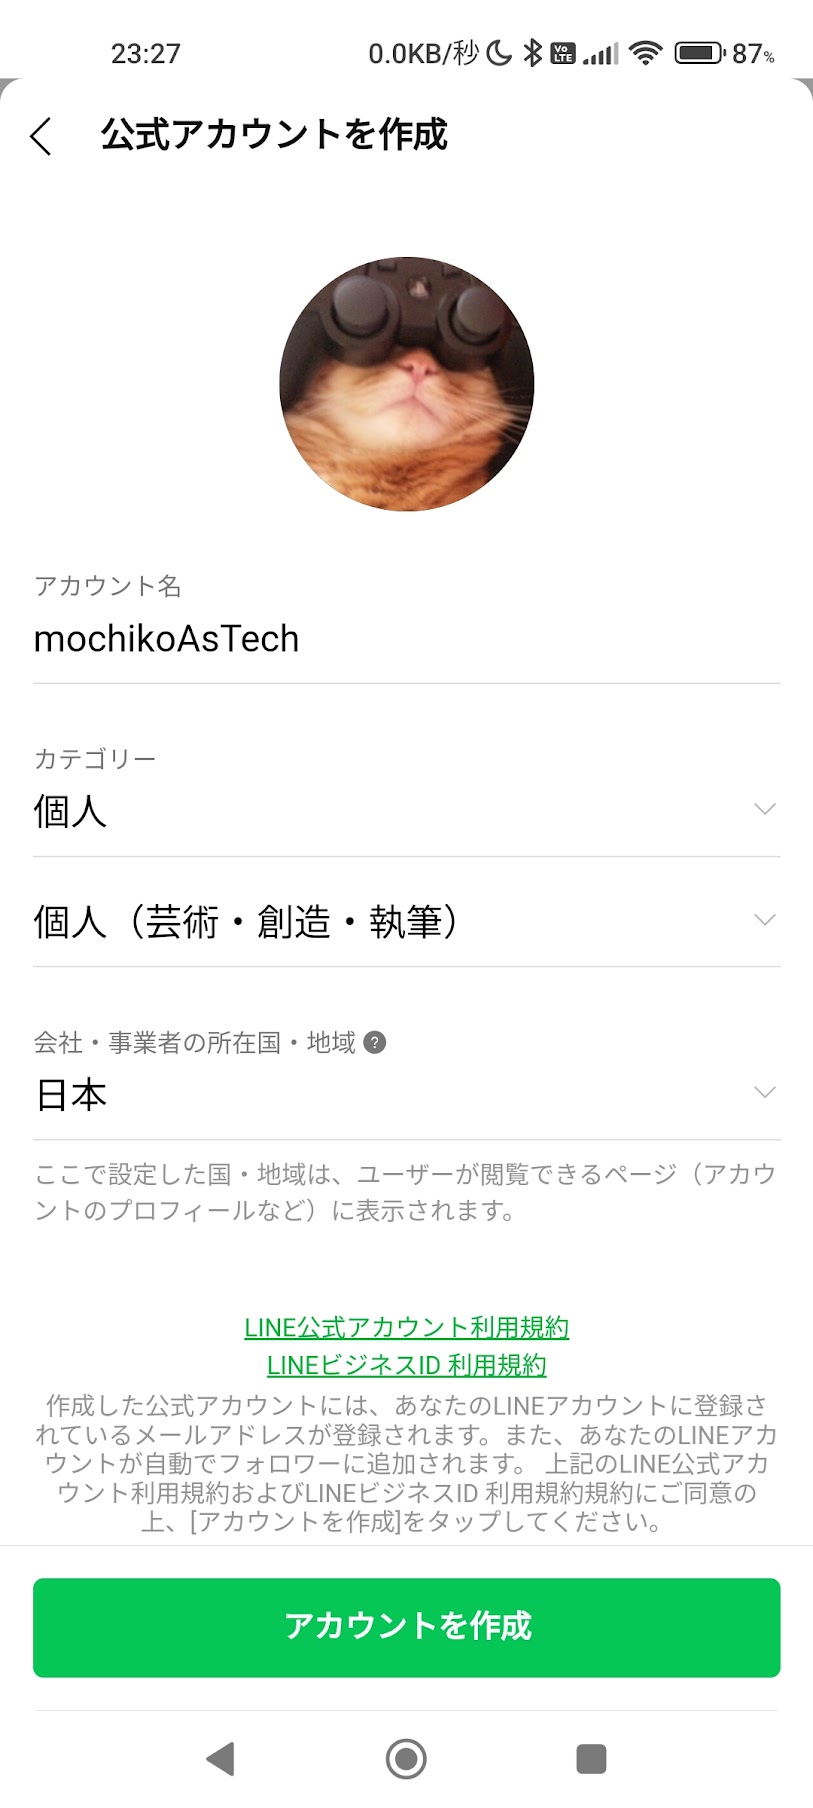 23:27 0.0KB/秒 Vo LTE 87%
公式アカウントを作成
アカウント名
mochikoAsTech
カテゴリー
個人
個人（芸術・創造・執筆）
会社・事業者の所在国・地域 ?
日本
ここで設定した国・地域は、ユーザーが閲覧できるページ（アカウ
ントのプロフィールなど）に表示されます。
LINE公式アカウント利用規約
LINEビジネスID 利用規約
作成した公式アカウントには、あなたのLINEアカウントに登録さ
れているメールアドレスが登録されます。また、あなたのLINEアカ
ウントが自動でフォロワーに追加されます。 上記のLINE公式アカ
ウント利用規約およびLINEビジネスID 利用規約規約にご同意の
上、[アカウントを作成]をタップしてください。
アカウントを作成